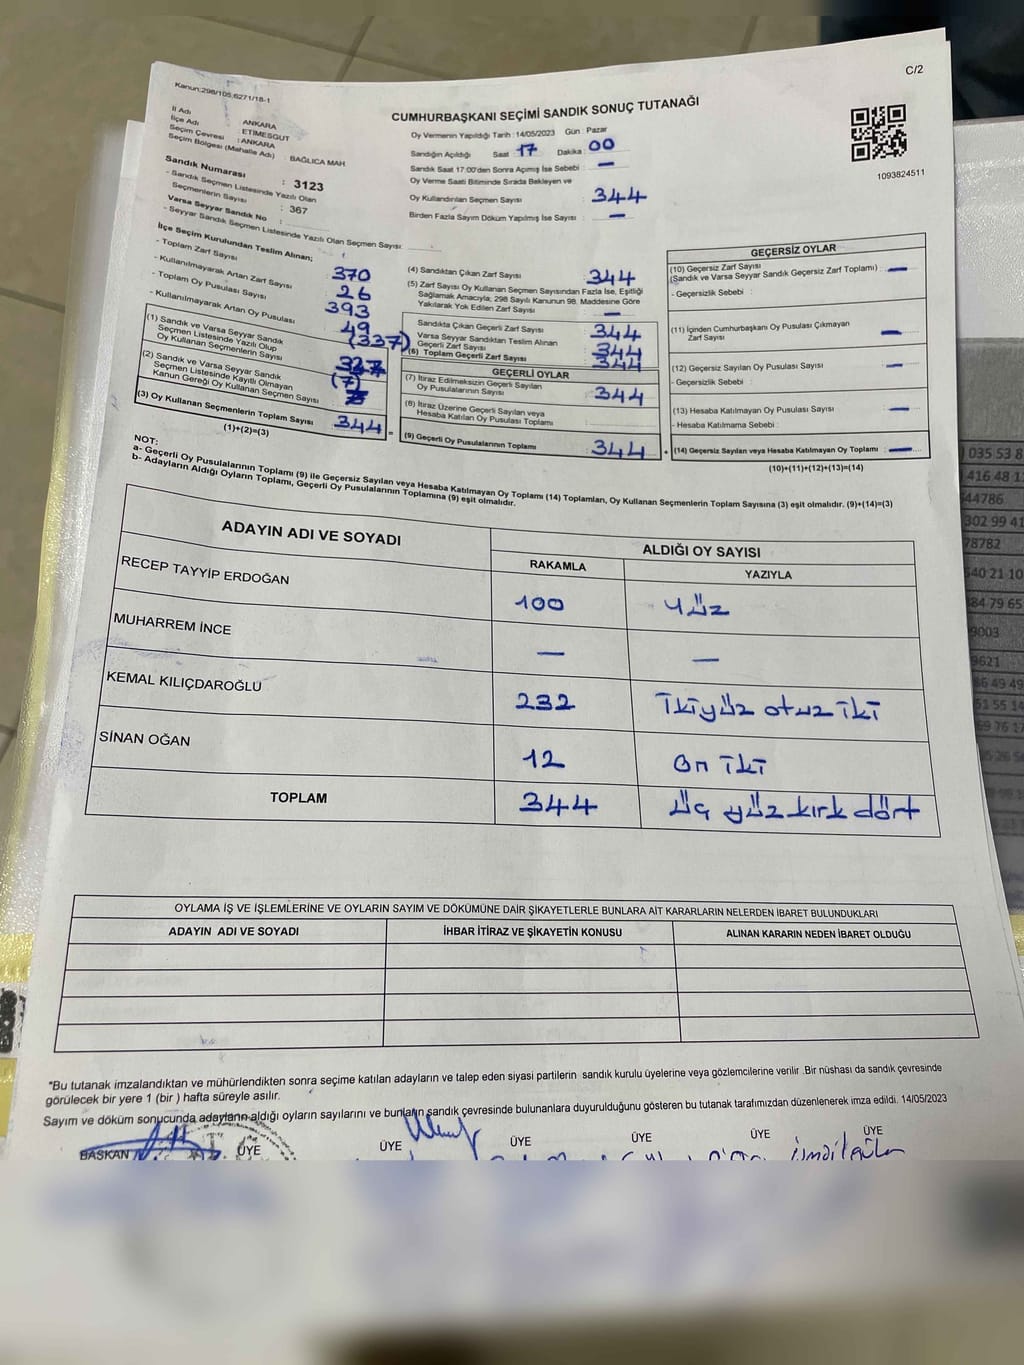 C/2
Kanun:298/105,6271/18-1
CUMHURBAŞKANI SEÇİMİ SANDIK SONUÇ TUTANAĞI
İl Adı ANKARA
İlçe Adı : ETİMESGUT
Seçim Çevresi : ANKARA
Seçim Bölgesi (Mahalle Adı) : BAĞLICA MAH
Sandık Numarası : 3123
- Sandık Seçmen Listesinde Yazılı Olan
Seçmenlerin Sayısı : 367
Varsa Seyyar Sandık No :
- Seyyar Sandık Seçmen Listesinde Yazılı Olan Seçmen Sayısı:
Oy Vermenin Yapıldığı Tarih : 14/05/2023 Gün : Pazar
Sandığın Açıldığı Saat 17 Dakika : 00
Sandık Saat 17:00'den Sonra Açımış İse Sebebi : —
Oy Verme Saati Bitiminde Sırada Bekleyen ve
Oy Kullandırılan Seçmen Sayısı : 344
Birden Fazla Sayım Döküm Yapılmış İse Sayısı : —
1093824511
İlçe Seçim Kurulundan Teslim Alınan;
- Toplam Zarf Sayısı : 370
- Kullanılmayarak Artan Zarf Sayısı 26
- Toplam Oy Pusulası Sayısı 393
- Kullanılmayarak Artan Oy Pusulası 49
(1) Sandık ve Varsa Seyyar Sandık
Seçmen Listesinde Yazılı Olup
Oy Kullanan Seçmenlerin Sayısı (337)
(2) Sandık ve Varsa Seyyar Sandık
Seçmen Listesinde Kayıtlı Olmayan
Kanun Gereği Oy Kullanan Seçmen Sayısı (7)
(3) Oy Kullanan Seçmenlerin Toplam Sayısı 344 =
(1)+(2)=(3)
(4) Sandıktan Çıkan Zarf Sayısı : 344
(5) Zarf Sayısı Oy Kullanan Seçmen Sayısından Fazla İse, Eşitliği
Sağlamak Amacıyla; 298 Sayılı Kanunun 98. Maddesine Göre
Yakılarak Yok Edilen Zarf Sayısı : —
Sandıkta Çıkan Geçerli Zarf Sayısı : 344
Varsa Seyyar Sandıktan Teslim Alınan
Geçerli Zarf Sayısı : 344
(6) Toplam Geçerli Zarf Sayısı 344
GEÇERLİ OYLAR
(7) İtiraz Edilmeksizin Geçerli Sayılan
Oy Pusulalarının Sayısı : 344
(8) İtiraz Üzerine Geçerli Sayılan veya
Hesaba Katılan Oy Pusulası Toplamı
(9) Geçerli Oy Pusulalarının Toplamı : 344 +
GEÇERSİZ OYLAR
(10) Geçersiz Zarf Sayısı
(Sandık ve Varsa Seyyar Sandık Geçersiz Zarf Toplamı) : —
- Geçersizlik Sebebi :
(11) İçinden Cumhurbaşkanı Oy Pusulası Çıkmayan
Zarf Sayısı : —
(12) Geçersiz Sayılan Oy Pusulası Sayısı : —
- Geçersizlik Sebebi :
(13) Hesaba Katılmayan Oy Pusulası Sayısı : —
- Hesaba Katılmama Sebebi :
(14) Geçersiz Sayılan veya Hesaba Katılmayan Oy Toplamı : —
(10)+(11)+(12)+(13)=(14)
NOT:
a- Geçerli Oy Pusulalarının Toplamı (9) ile Geçersiz Sayılan veya Hesaba Katılmayan Oy Toplamı (14) Toplamları, Oy Kullanan Seçmenlerin Toplam Sayısına (3) eşit olmalıdır. (9)+(14)=(3)
b- Adayların Aldığı Oyların Toplamı, Geçerli Oy Pusulalarının Toplamına (9) eşit olmalıdır.
ADAYIN ADI VE SOYADI ALDIĞI OY SAYISI
RAKAMLA YAZIYLA
RECEP TAYYİP ERDOĞAN 100 yüz
MUHARREM İNCE — —
KEMAL KILIÇDAROĞLU 232 ikiyüz otuz iki
SİNAN OĞAN 12 on iki
TOPLAM 344 üç yüz kırk dört
OYLAMA İŞ VE İŞLEMLERİNE VE OYLARIN SAYIM VE DÖKÜMÜNE DAİR ŞİKAYETLERLE BUNLARA AİT KARARLARIN NELERDEN İBARET BULUNDUKLARI
ADAYIN ADI VE SOYADI İHBAR İTİRAZ VE ŞİKAYETİN KONUSU ALINAN KARARIN NEDEN İBARET OLDUĞU
"Bu tutanak imzalandıktan ve mühürlendikten sonra seçime katılan adayların ve talep eden siyasi partilerin sandık kurulu üyelerine veya gözlemcilerine verilir .Bir nüshası da sandık çevresinde
görülecek bir yere 1 (bir ) hafta süreyle asılır.
Sayım ve döküm sonucunda adayların aldığı oyların sayılarını ve bunların sandık çevresinde bulunanlara duyurulduğunu gösteren bu tutanak tarafımızdan düzenlenerek imza edildi. 14/05/2023
BAŞKAN ÜYE ÜYE ÜYE ÜYE ÜYE ÜYE